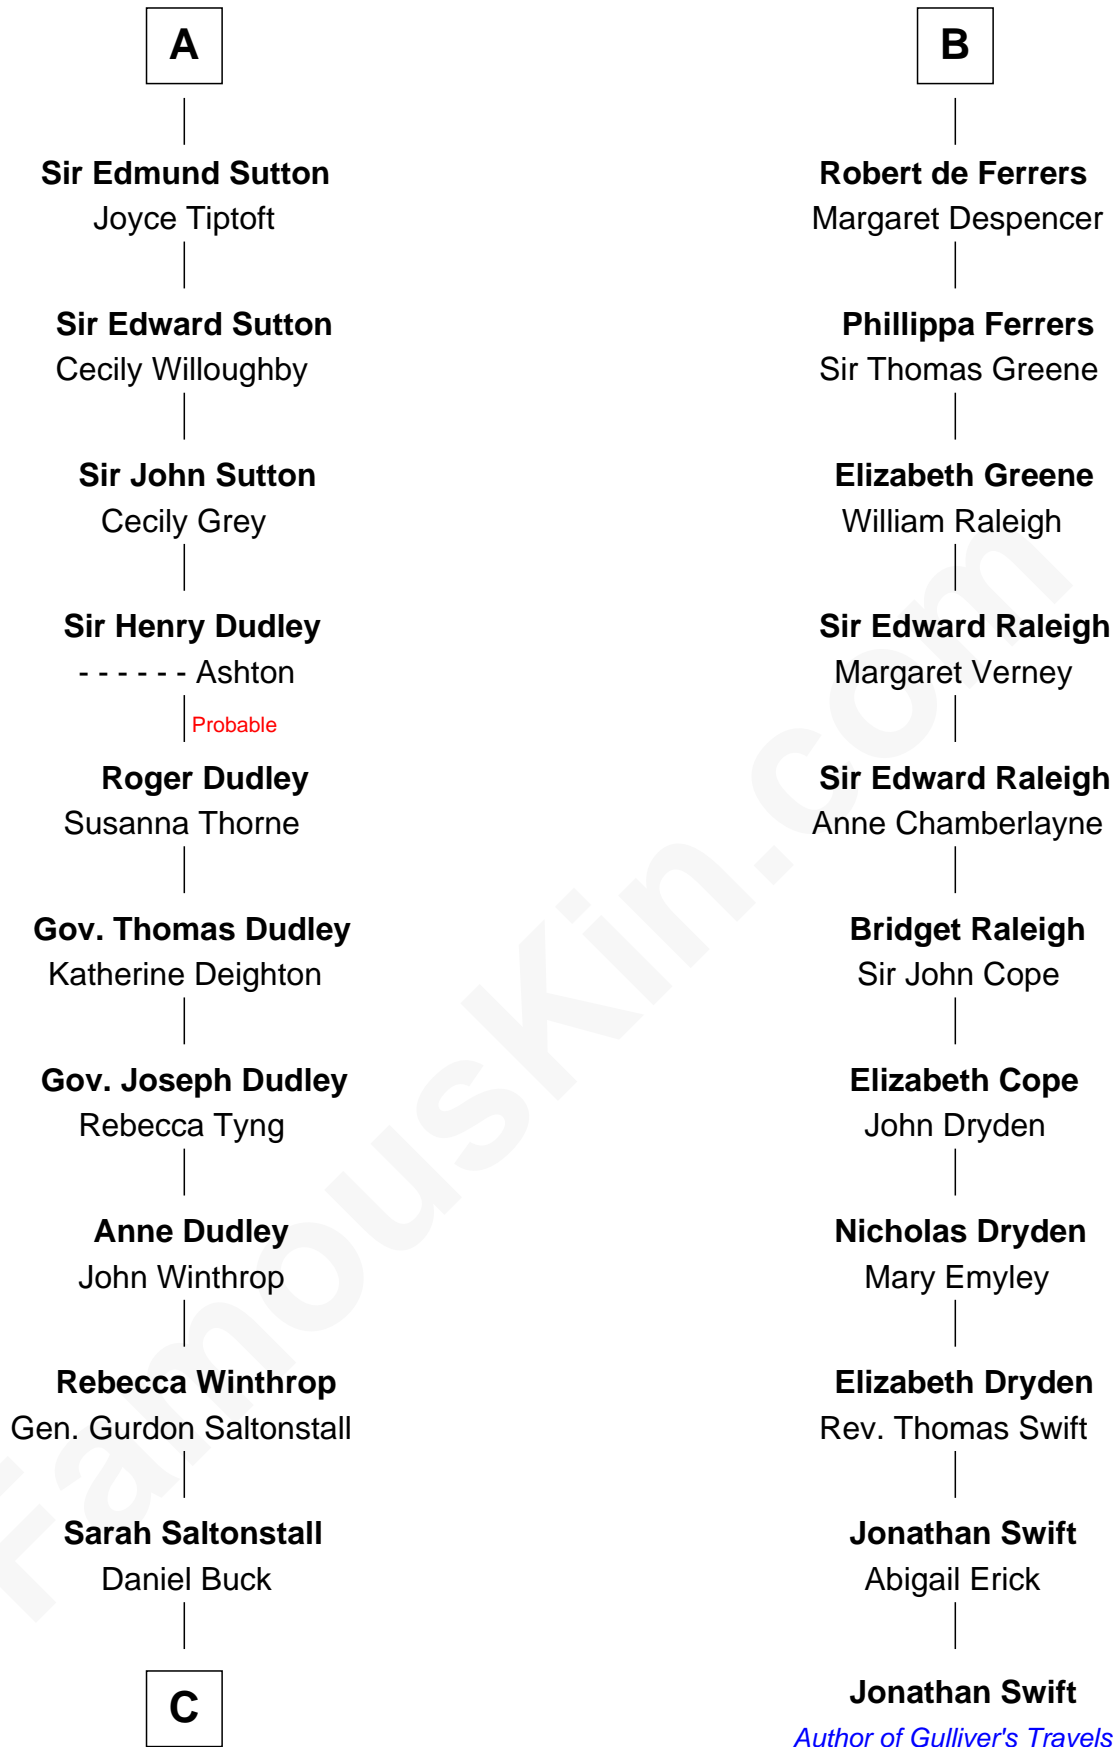 A
Sir Edmund Sutton
Joyce Tiptoft
Sir Edward Sutton
Cecily Willoughby
Sir John Sutton
Cecily Grey
Sir Henry Dudley
- - - - - - Ashton
Probable
Roger Dudley
Susanna Thorne
Gov. Thomas Dudley
Katherine Deighton
Gov. Joseph Dudley
Rebecca Tyng
Anne Dudley
John Winthrop
Rebecca Winthrop
Gen. Gurdon Saltonstall
Sarah Saltonstall
Daniel Buck
C
B
Robert de Ferrers
Margaret Despencer
Phillippa Ferrers
Sir Thomas Greene
Elizabeth Greene
William Raleigh
Sir Edward Raleigh
Margaret Verney
Sir Edward Raleigh
Anne Chamberlayne
Bridget Raleigh
Sir John Cope
Elizabeth Cope
John Dryden
Nicholas Dryden
Mary Emyley
Elizabeth Dryden
Rev. Thomas Swift
Jonathan Swift
Abigail Erick
Jonathan Swift
Author of Gulliver's Travels
FamousKin.com